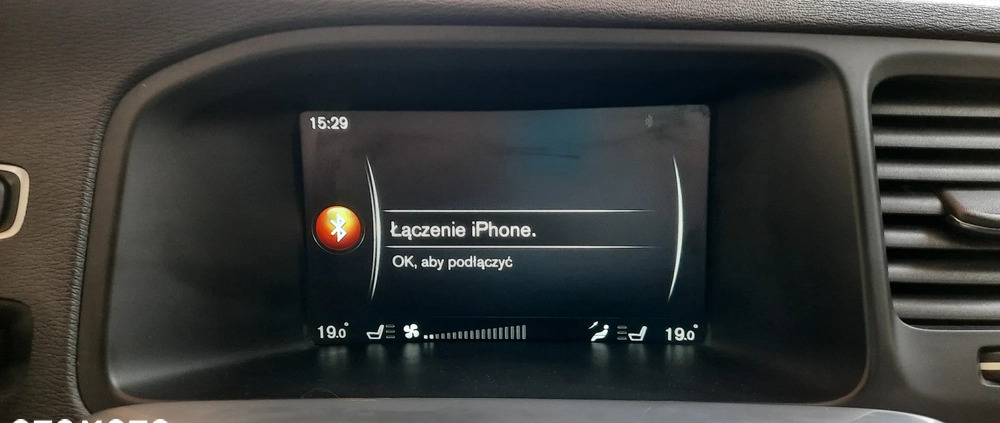 15:29
Łączenie iPhone.
OK, aby podłączyć
19.0° 19.0°